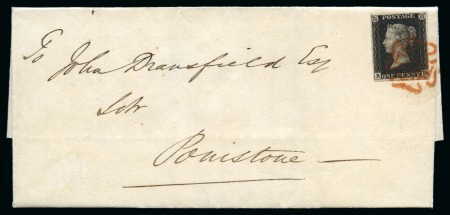 POSTAGE
ONE PENNY
To John Dransfield Esq
Solr
Penistone